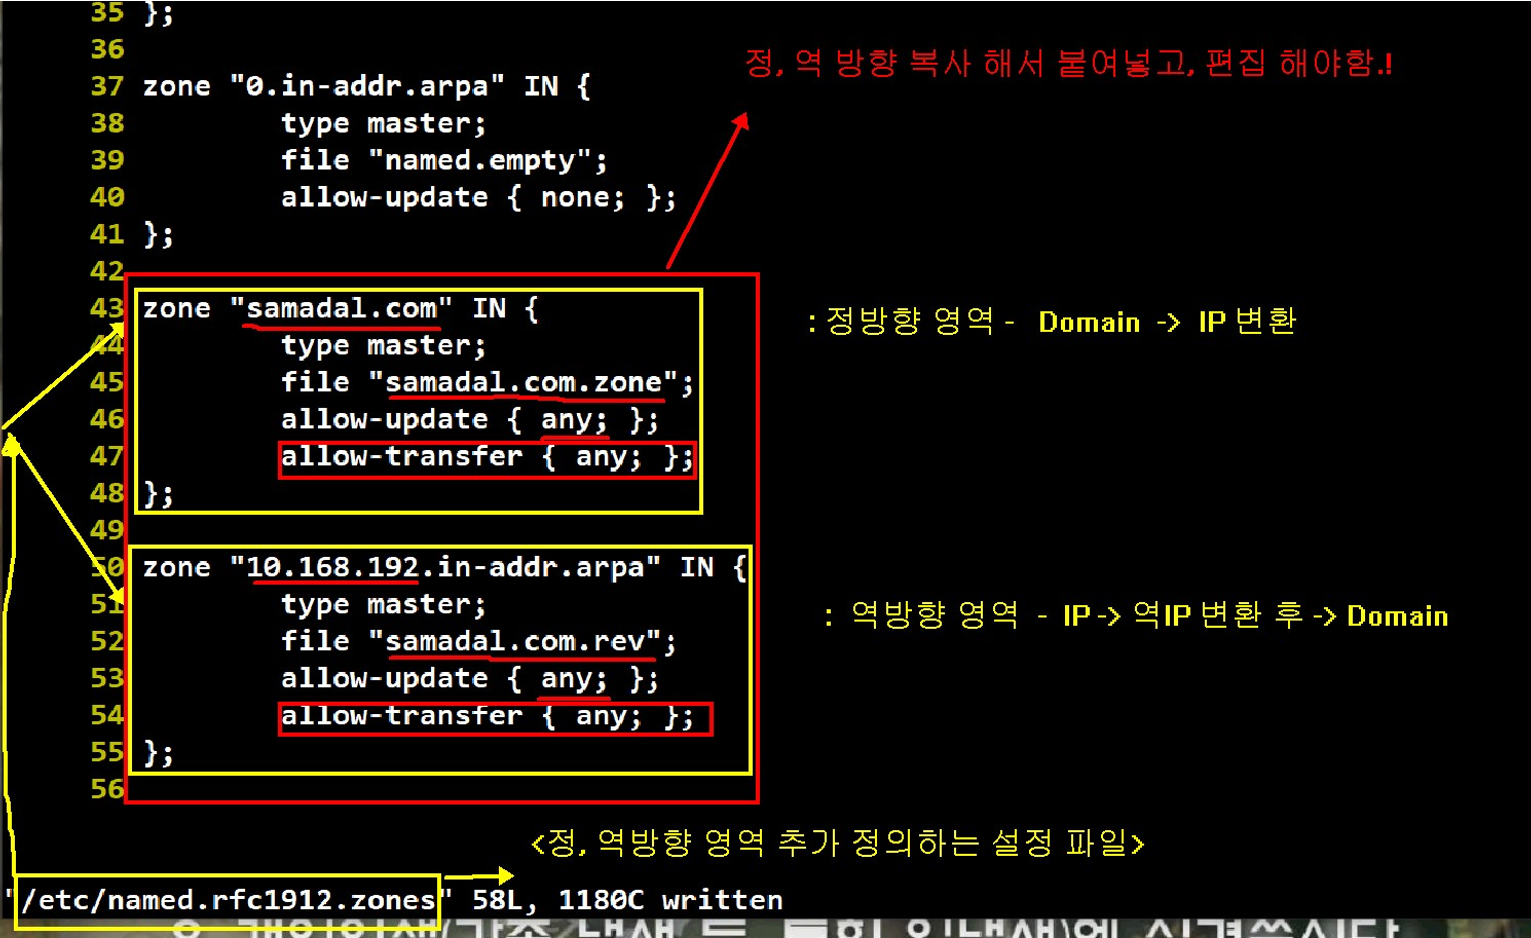 35 };
36
정, 역 방향 복사 해서 붙여넣고, 편집 해야함.!
37 zone "0.in-addr.arpa" IN {
38 type master;
39 file "named.empty";
40 allow-update { none; };
41 };
42
43 zone "samadal.com" IN {
: 정방향 영역 - Domain -> IP 변환
44 type master;
45 file "samadal.com.zone";
46 allow-update { any; };
47 allow-transfer { any; };
48 };
49
50 zone "10.168.192.in-addr.arpa" IN {
51 type master;
: 역방향 영역 - IP -> 역IP 변환 후 -> Domain
52 file "samadal.com.rev";
53 allow-update { any; };
54 allow-transfer { any; };
55 };
56
<정, 역방향 영역 추가 정의하는 설정 파일>
"/etc/named.rfc1912.zones" 58L, 1180C written